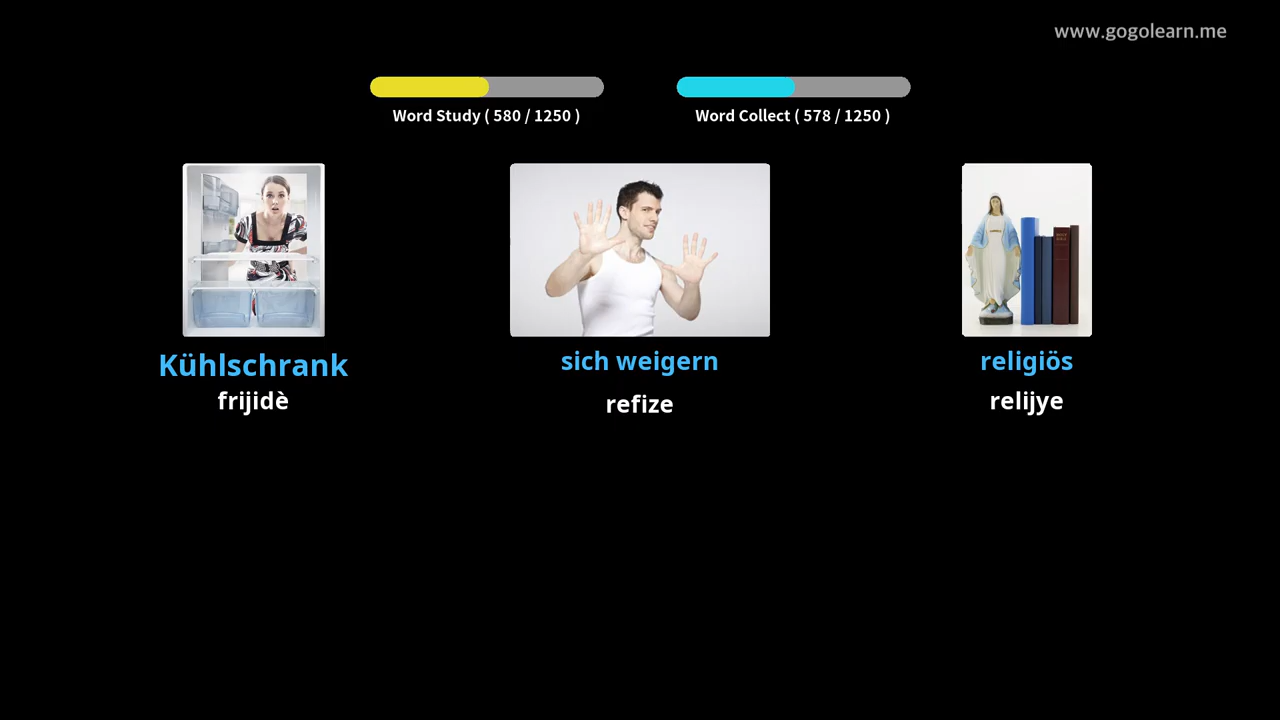 www.gogolearn.me
Word Study ( 580 / 1250 )
Word Collect ( 578 / 1250 )
Kühlschrank
frijidè
sich weigern
refize
religiös
relijye